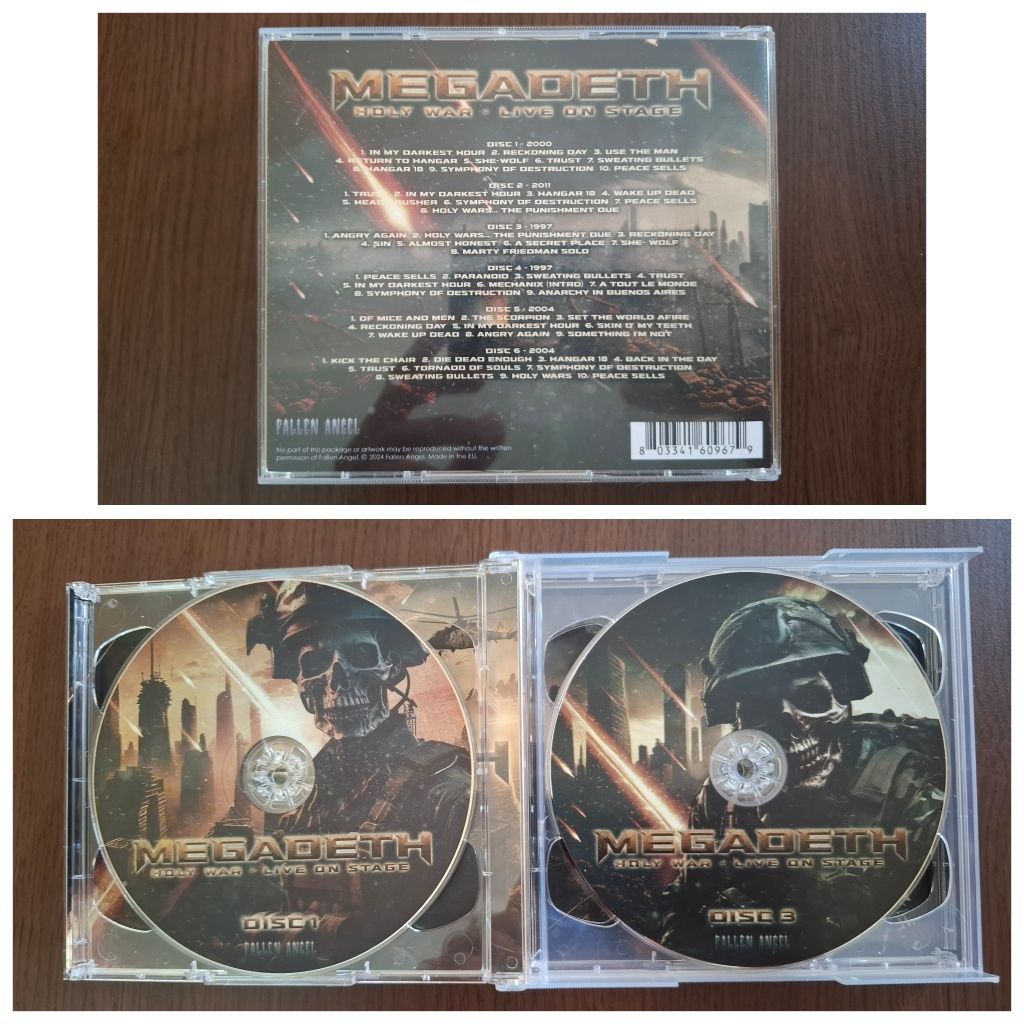 MEGADETH
HOLY WAR - LIVE ON STAGE
DISC 1 - 2000
1. IN MY DARKEST HOUR 2. RECKONING DAY 3. USE THE MAN
4. RETURN TO HANGAR 5. SHE-WOLF 6. TRUST 7. SWEATING BULLETS
8. HANGAR 18 9. SYMPHONY OF DESTRUCTION 10. PEACE SELLS
DISC 2 - 2011
1. TRUST 2. IN MY DARKEST HOUR 3. HANGAR 18 4. WAKE UP DEAD
5. HEAD CRUSHER 6. SYMPHONY OF DESTRUCTION 7. PEACE SELLS
8. HOLY WARS... THE PUNISHMENT DUE
DISC 3 - 1997
1. ANGRY AGAIN 2. HOLY WARS... THE PUNISHMENT DUE 3. RECKONING DAY
4. SIN 5. ALMOST HONEST 6. A SECRET PLACE 7. SHE- WOLF
8. MARTY FRIEDMAN SOLO
DISC 4 - 1997
1. PEACE SELLS 2. PARANOID 3. SWEATING BULLETS 4. TRUST
5. IN MY DARKEST HOUR 6. MECHANIX (INTRO) 7. A TOUT LE MONDE
8. SYMPHONY OF DESTRUCTION 9. ANARCHY IN BUENOS AIRES
DISC 5 - 2004
1. OF MICE AND MEN 2. THE SCORPION 3. SET THE WORLD AFIRE
4. RECKONING DAY 5. IN MY DARKEST HOUR 6. SKIN O' MY TEETH
7. WAKE UP DEAD 8. ANGRY AGAIN 9. SOMETHING I'M NOT
DISC 6 - 2004
1. KICK THE CHAIR 2. DIE DEAD ENOUGH 3. HANGAR 18 4. BACK IN THE DAY
5. TRUST 6. TORNADO OF SOULS 7. SYMPHONY OF DESTRUCTION
8. SWEATING BULLETS 9. HOLY WARS 10. PEACE SELLS
FALLEN ANGEL
No part of this package or artwork may be reproduced without the written
permisson of Fallen Angel. © 2024 Fallen Angel. Made in the EU.
8 03341 60967 9
MEGADETH
HOLY WAR - LIVE ON STAGE
DISC 1
FALLEN ANGEL
MEGADETH
HOLY WAR - LIVE ON STAGE
DISC 3
FALLEN ANGEL